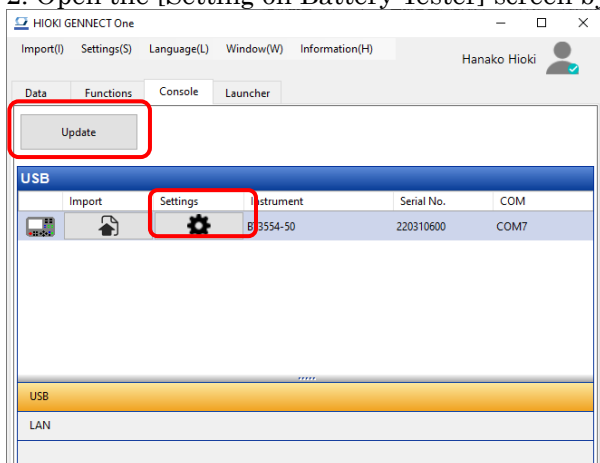 2. Open the [Setting on Battery Tester] screen by
HIOKI GENNECT One
Import(I) Settings(S) Language(L) Window(W) Information(H)
Hanako Hioki
Data Functions Console Launcher
Update
USB
Import Settings Instrument Serial No. COM
BT3554-50 220310600 COM7
USB
LAN